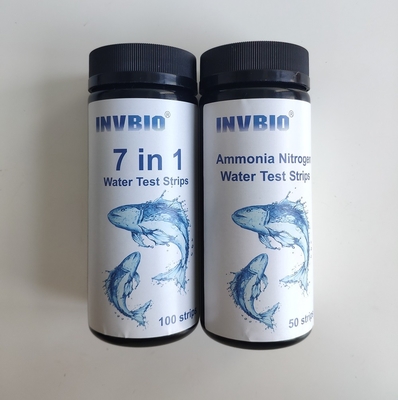 INVBIO®
7 in 1
Water Test Strips
100 strips
INVBIO®
Ammonia Nitrogen
Water Test Strips
50 strips